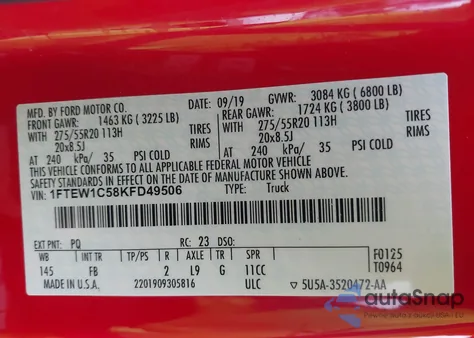 MFD. BY FORD MOTOR CO.
DATE: 09/19 GVWR: 3084 KG (6800 LB)
FRONT GAWR: 1463 KG (3225 LB) REAR GAWR: 1724 KG (3800 LB)
WITH 275/55R20 113H TIRES WITH 275/55R20 113H TIRES
20x8.5J RIMS 20x8.5J RIMS
AT 240 kPa/ 35 PSI COLD AT 240 kPa/ 35 PSI COLD
THIS VEHICLE CONFORMS TO ALL APPLICABLE FEDERAL MOTOR VEHICLE
SAFETY STANDARDS IN EFFECT ON THE DATE OF MANUFACTURE SHOWN ABOVE.
VIN: 1FTEW1C58KFD49506 TYPE: Truck
EXT PNT: PQ RC: 23 DSO: F0125
WB INT TR TP/PS R AXLE TR SPR T0964
145 FB 2 L9 G 11CC
MADE IN U.S.A. 2201909305816 ULC ▽ 5U5A-3520472-AA
autaSnap